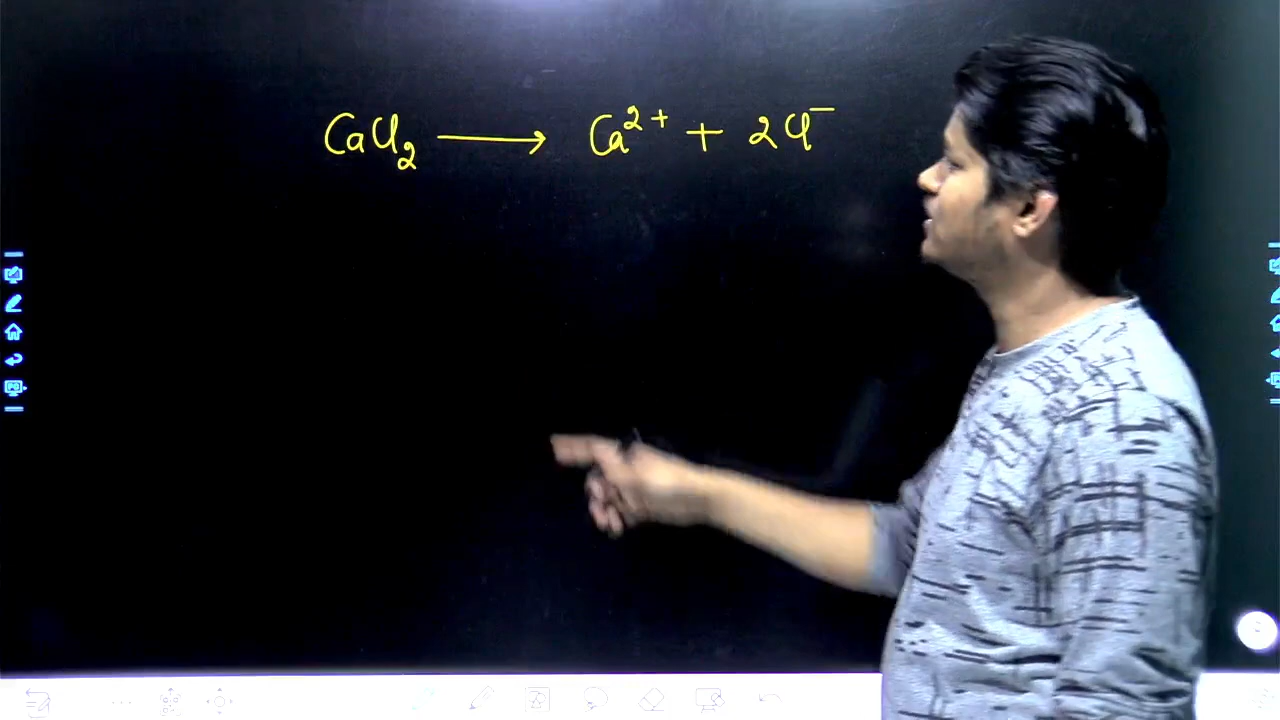 CaCl₂ ⟶ Ca²⁺ + 2Cl⁻